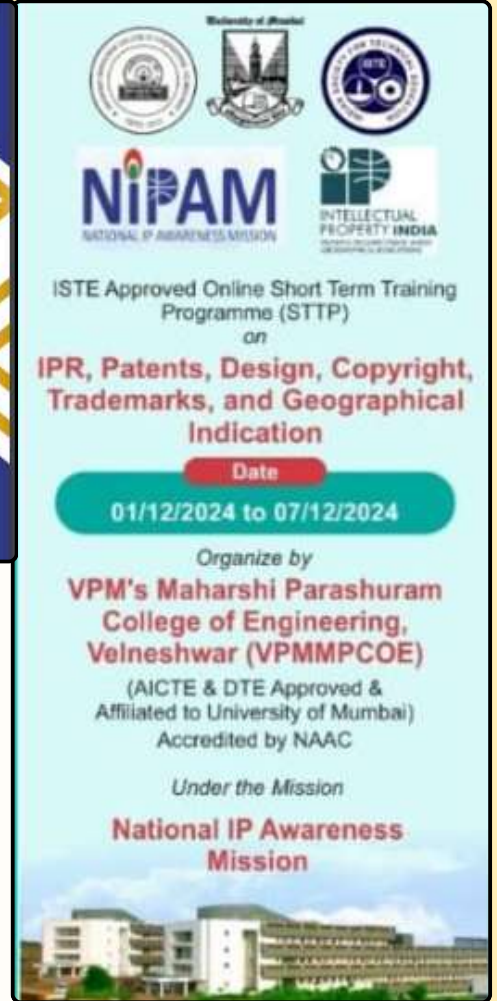 University of Mumbai
ISTE
NiPAM
NATIONAL IP AWARENESS MISSION
iP
INTELLECTUAL
PROPERTY INDIA
ISTE Approved Online Short Term Training
Programme (STTP)
on
IPR, Patents, Design, Copyright,
Trademarks, and Geographical
Indication
Date
01/12/2024 to 07/12/2024
Organize by
VPM's Maharshi Parashuram
College of Engineering,
Velneshwar (VPMMPCOE)
(AICTE & DTE Approved &
Affiliated to University of Mumbai)
Accredited by NAAC
Under the Mission
National IP Awareness
Mission